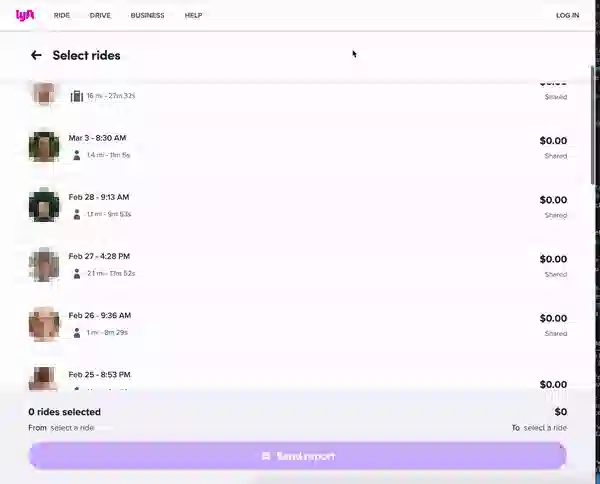 lyft RIDE DRIVE BUSINESS HELP LOG IN
← Select rides
$0.00
16 mi - 27m 32s Shared
Mar 3 - 8:30 AM $0.00
1.4 mi - 11m 5s Shared
Feb 28 - 9:13 AM $0.00
1.1 mi - 9m 53s Shared
Feb 27 - 4:28 PM $0.00
2.1 mi - 17m 52s Shared
Feb 26 - 9:36 AM $0.00
1 mi - 8m 29s Shared
Feb 25 - 8:53 PM $0.00
0 rides selected $0
From select a ride To select a ride
Send report